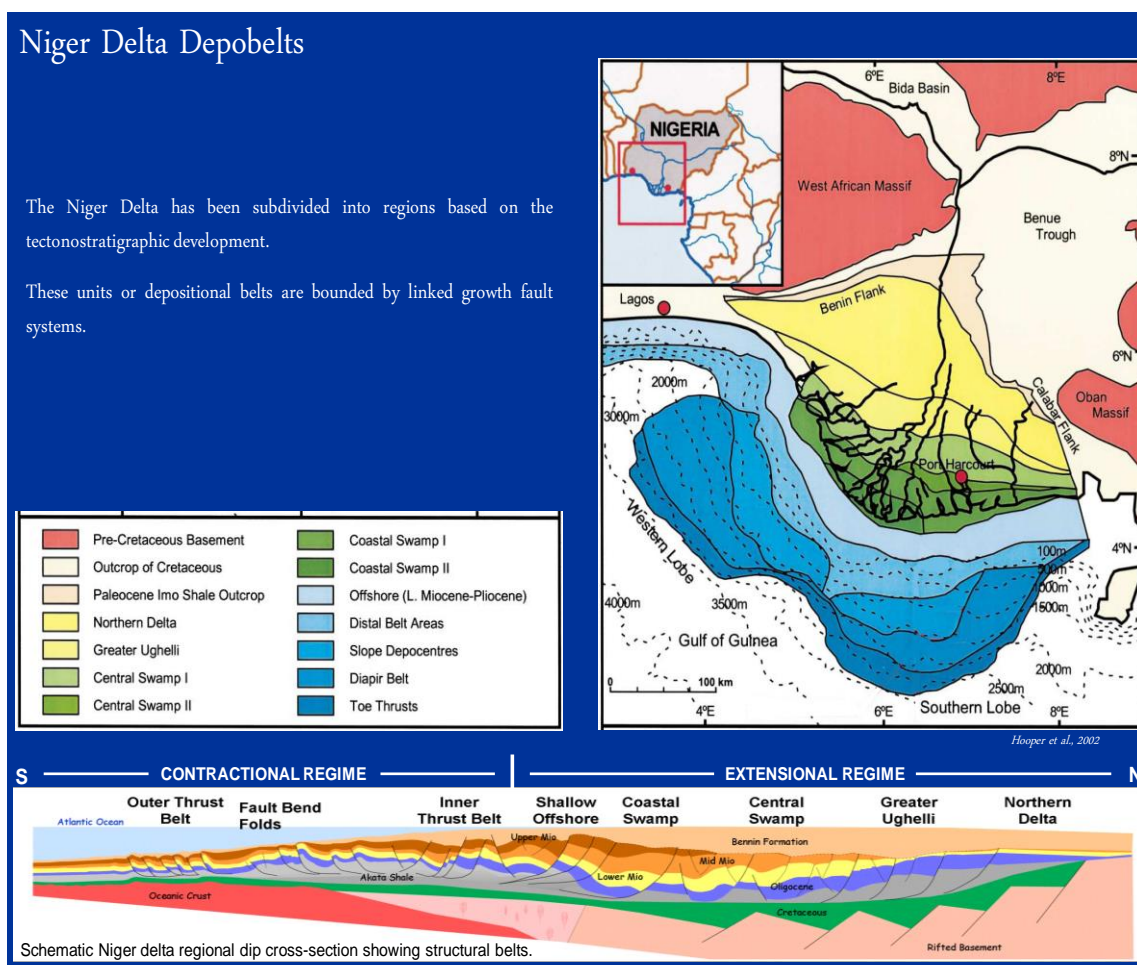 Niger Delta Depobelts
The Niger Delta has been subdivided into regions based on the
tectonostratigraphic development.
These units or depositional belts are bounded by linked growth fault
systems.
NIGERIA
6ºE
8ºE
Bida Basin
8ºN
West African Massif
Benue
Trough
Lagos
Benin Flank
6ºN
Calabar Flank
Oban
Massif
2000m
3000m
Port Harcourt
Western Lobe
4ºN
100m
500m
1000m
1500m
4000m
3500m
Gulf of Guinea
2000m
2500m
0 100 km
Southern Lobe
4ºE
6ºE
8ºE
Hooper et al., 2002
Pre-Cretaceous Basement
Outcrop of Cretaceous
Paleocene Imo Shale Outcrop
Northern Delta
Greater Ughelli
Central Swamp I
Central Swamp II
Coastal Swamp I
Coastal Swamp II
Offshore (L. Miocene-Pliocene)
Distal Belt Areas
Slope Depocentres
Diapir Belt
Toe Thrusts
S CONTRACTIONAL REGIME EXTENSIONAL REGIME N
Atlantic Ocean
Outer Thrust
Belt
Fault Bend
Folds
Inner
Thrust Belt
Shallow
Offshore
Coastal
Swamp
Central
Swamp
Greater
Ughelli
Northern
Delta
Upper Mio
Bennin Formation
Mid Mio
Akata Shale
Lower Mio
Oligocene
Oceanic Crust
Cretaceous
Rifted Basement
Schematic Niger delta regional dip cross-section showing structural belts.